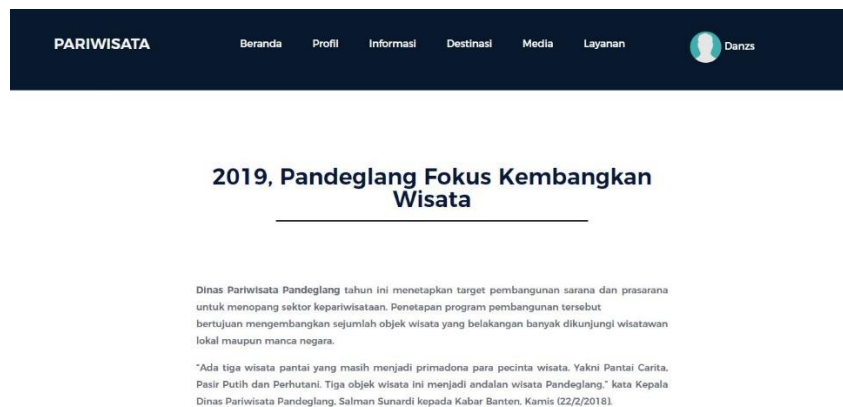 PARIWISATA Beranda Profil Informasi Destinasi Media Layanan Danzs
2019, Pandeglang Fokus Kembangkan
Wisata
Dinas Pariwisata Pandeglang tahun ini menetapkan target pembangunan sarana dan prasarana
untuk menopang sektor kepariwisataan. Penetapan program pembangunan tersebut
bertujuan mengembangkan sejumlah objek wisata yang belakangan banyak dikunjungi wisatawan
lokal maupun manca negara.
"Ada tiga wisata pantai yang masih menjadi primadona para pecinta wisata. Yakni Pantai Carita,
Pasir Putih dan Perhutani. Tiga objek wisata ini menjadi andalan wisata Pandeglang," kata Kepala
Dinas Pariwisata Pandeglang, Salman Sunardi kepada Kabar Banten, Kamis (22/2/2018).